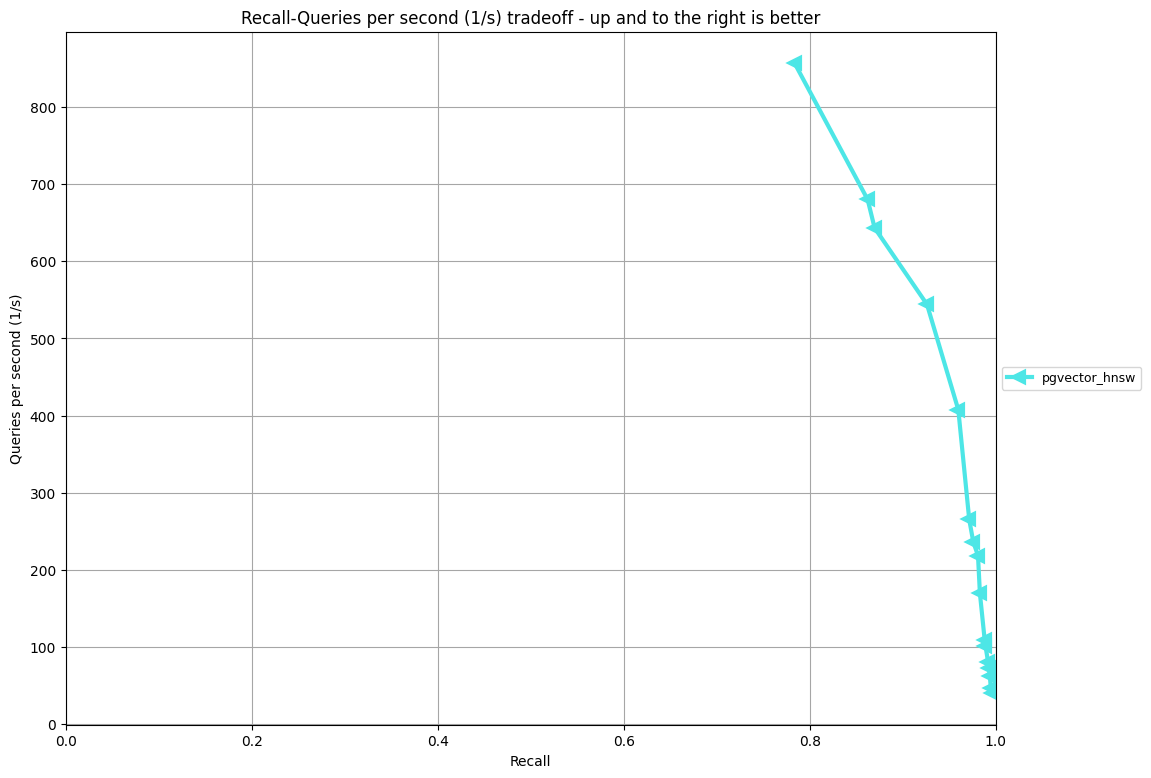 Recall-Queries per second (1/s) tradeoff - up and to the right is better
800
700
600
500
400
300
200
100
0
Queries per second (1/s)
0.0 0.2 0.4 0.6 0.8 1.0
Recall
pgvector_hnsw